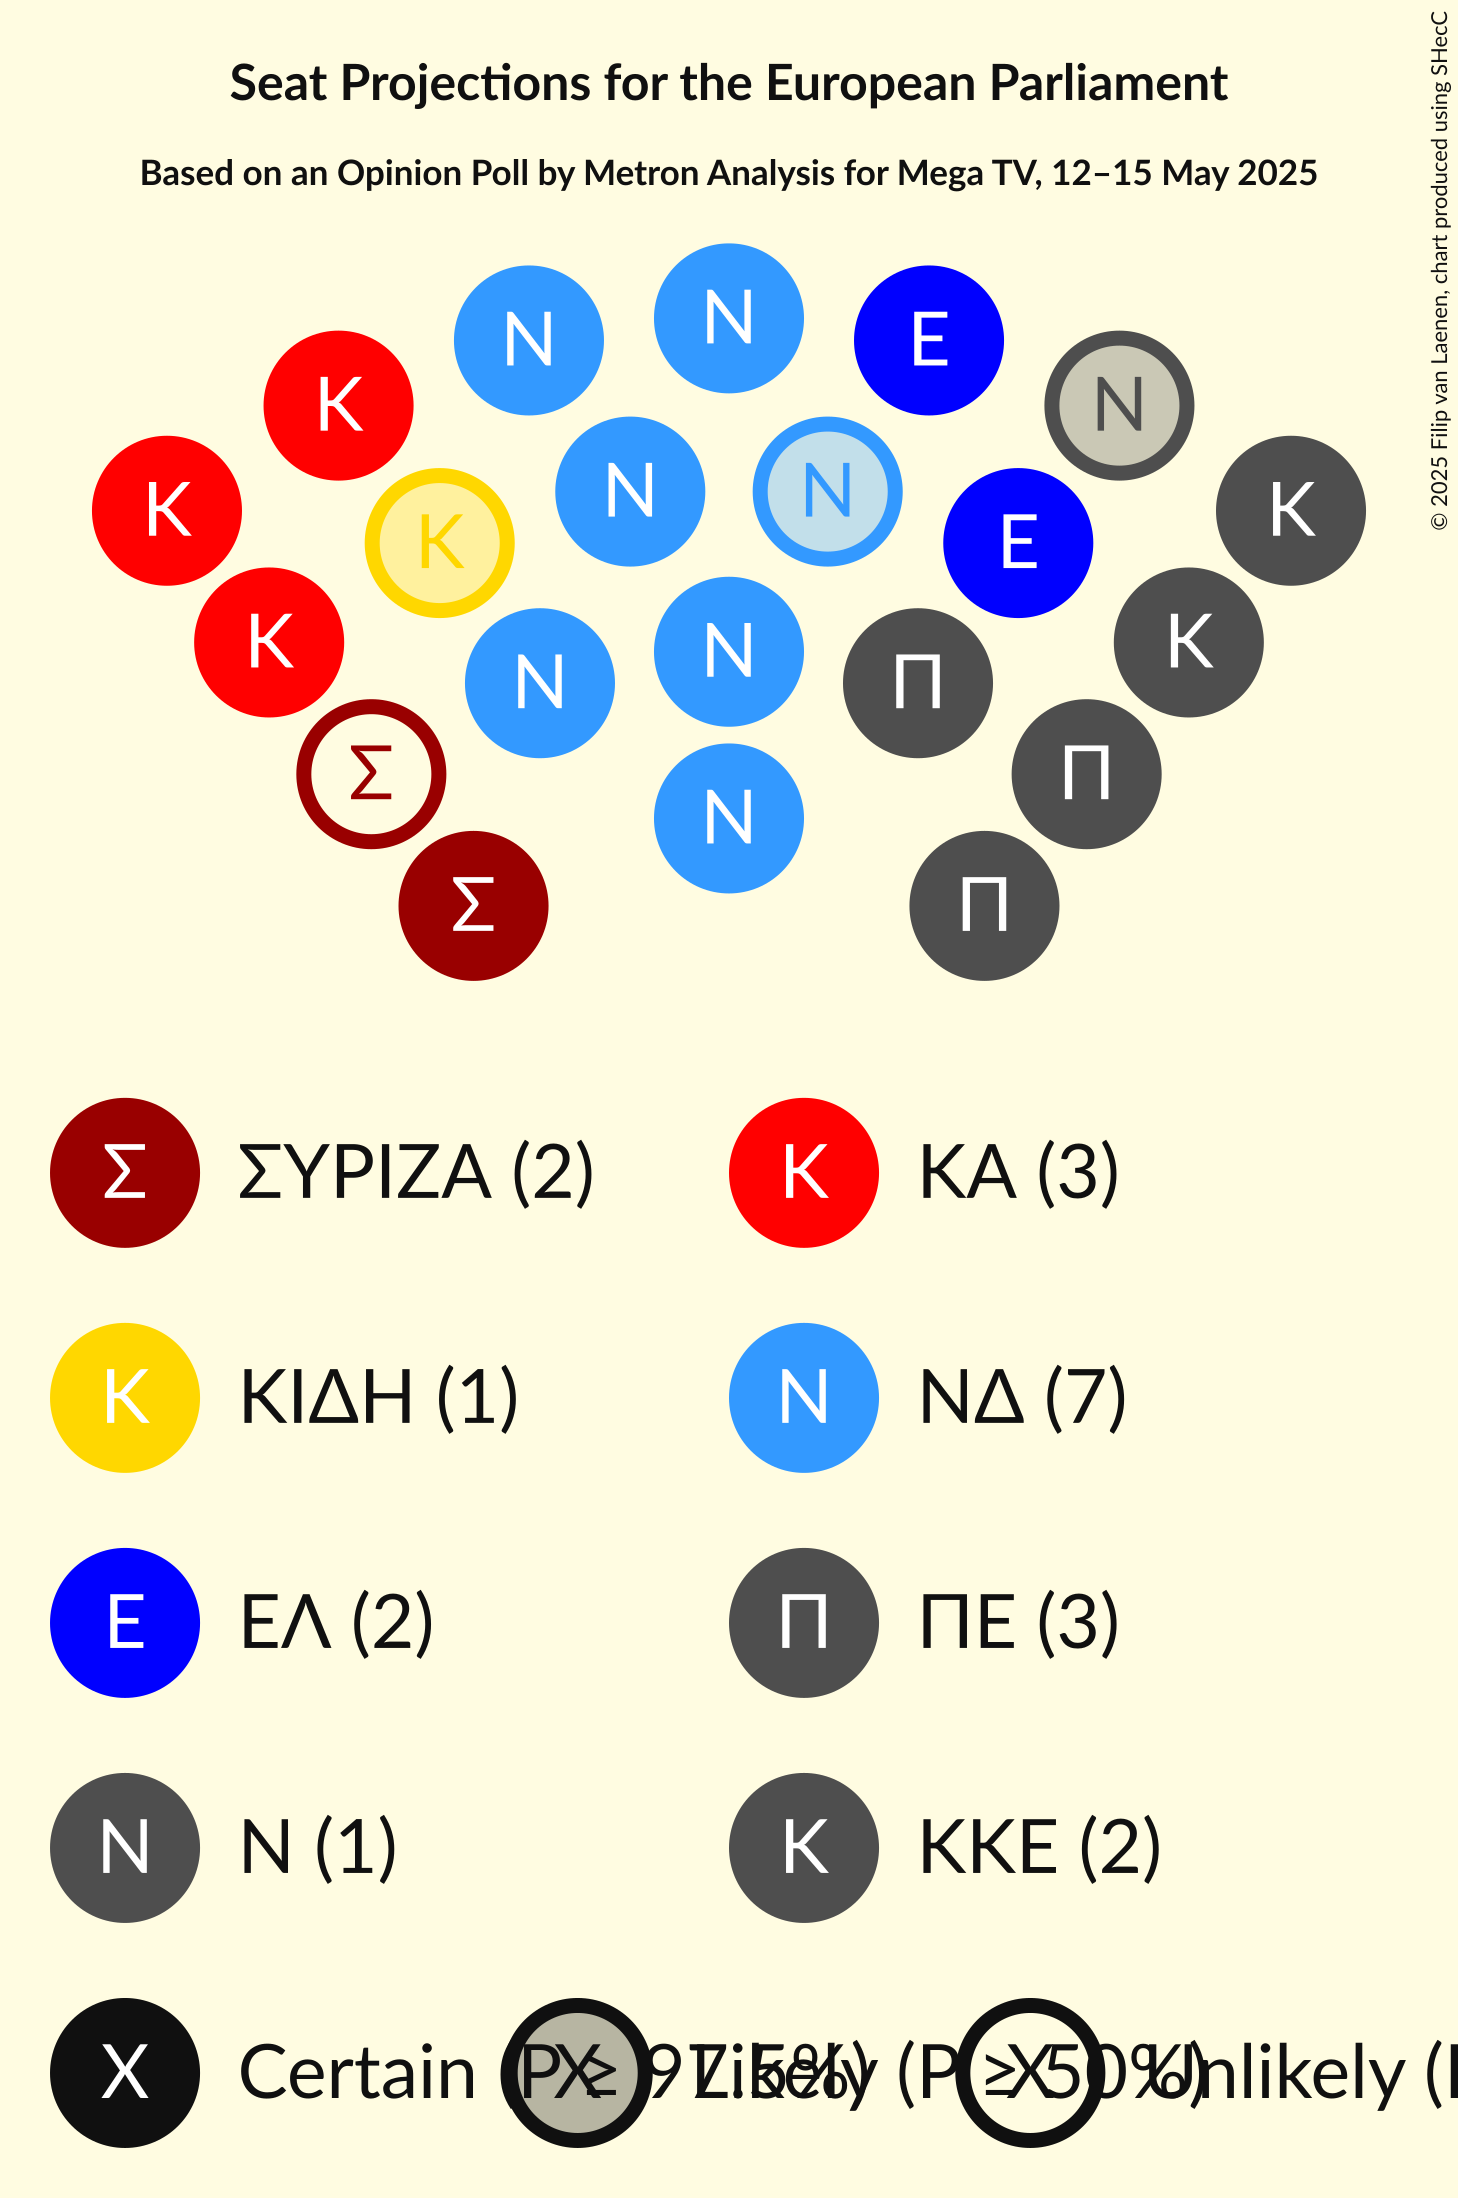 Seat Projections for the European Parliament
Based on an Opinion Poll by Metron Analysis for Mega TV, 12–15 May 2025
© 2025 Filip van Laenen, chart produced using SHecC
Ν
Ν Ε
Κ Ν
Ν Ν
Κ Κ
Κ Ε
Κ Κ
Ν
Ν Π
Σ Π
Ν
Σ Π
Σ ΣΥΡΙΖΑ (2) Κ ΚΑ (3)
Κ ΚΙΔΗ (1) Ν ΝΔ (7)
Ε ΕΛ (2) Π ΠΕ (3)
Ν Ν (1) Κ ΚΚΕ (2)
X Certain (P ≥ 97.5%) X Likely (P ≥ 50%) X Unlikely (